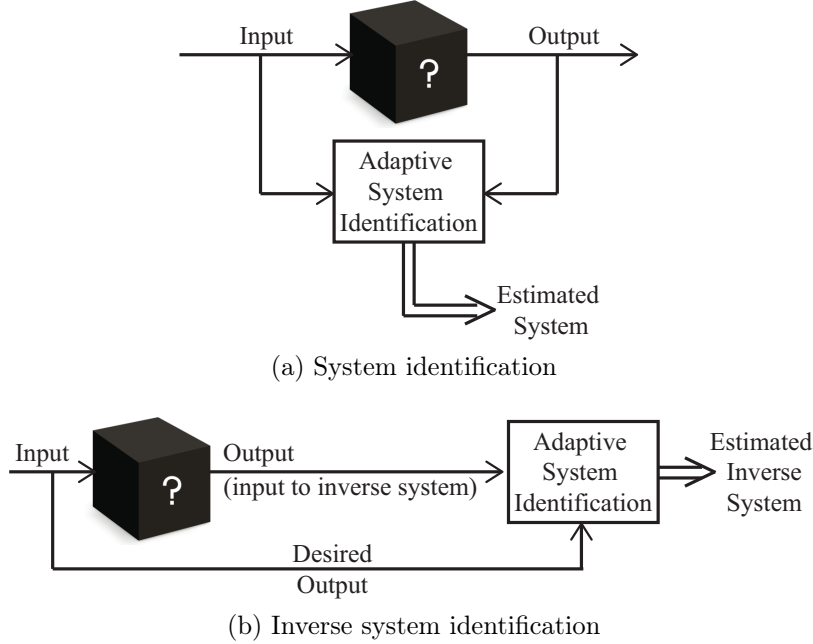 Input
Output
?
Adaptive
System
Identification
Estimated
System
(a) System identification
Input
Output
(input to inverse system)
?
Adaptive
System
Identification
Estimated
Inverse
System
Desired
Output
(b) Inverse system identification